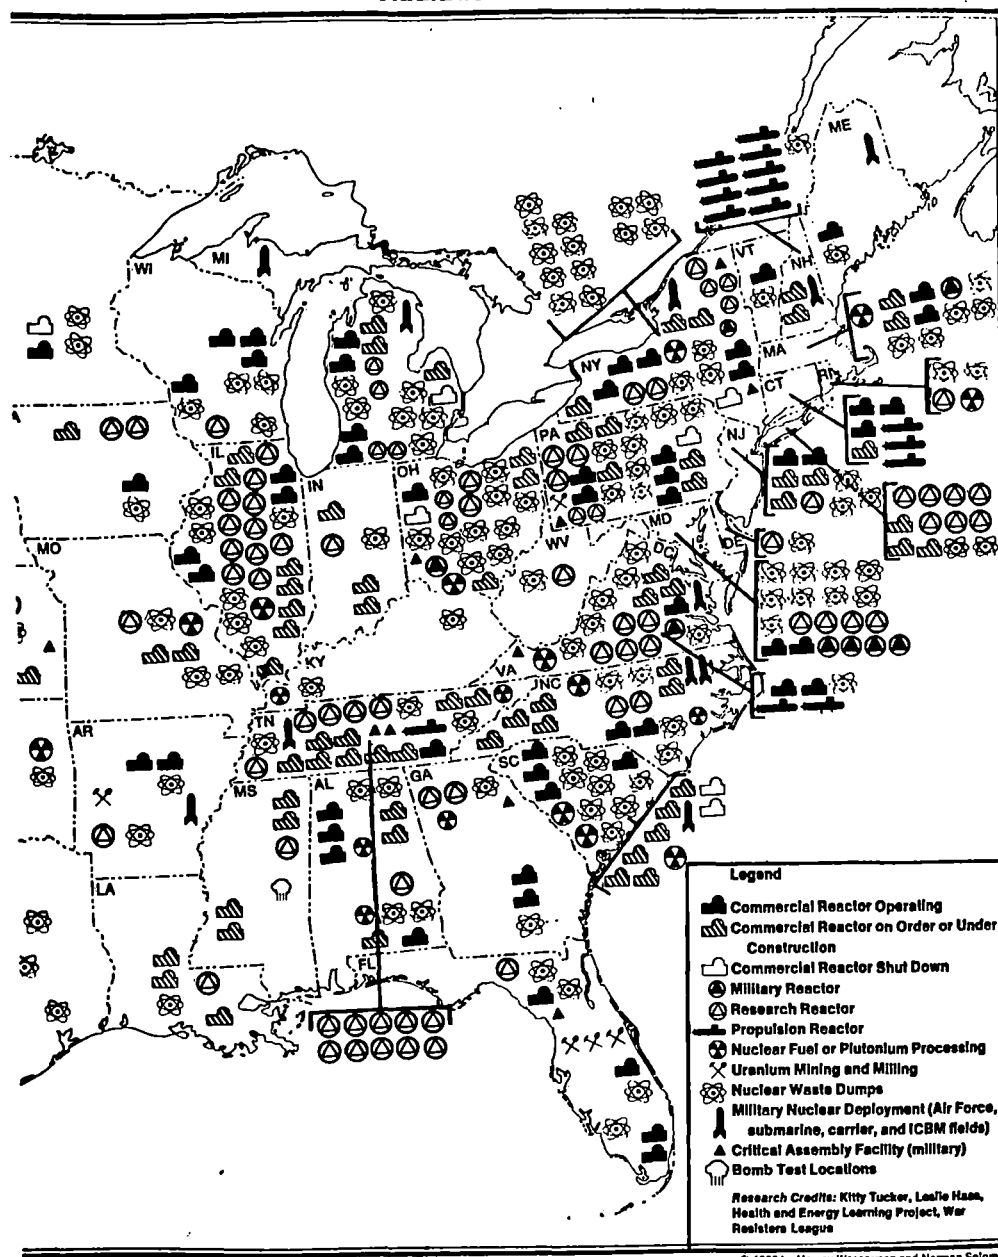 ME
WI
MI
VT
NH
NY
MA
CT
RI
PA
NJ
IL
IN
OH
MD
DE
DC
WV
MO
KY
VA
NC
TN
AR
SC
MS
AL
GA
LA
FL
Legend
Commercial Reactor Operating
Commercial Reactor on Order or Under
Construction
Commercial Reactor Shut Down
Military Reactor
Research Reactor
Propulsion Reactor
Nuclear Fuel or Plutonium Processing
Uranium Mining and Milling
Nuclear Waste Dumps
Military Nuclear Deployment (Air Force,
submarine, carrier, and ICBM fields)
Critical Assembly Facility (military)
Bomb Test Locations
Research Credits: Kitty Tucker, Leslie Haas,
Health and Energy Learning Project, War
Resisters League